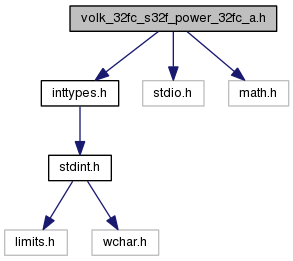 volk_32fc_s32f_power_32fc_a.h
inttypes.h
stdio.h
math.h
stdint.h
limits.h
wchar.h